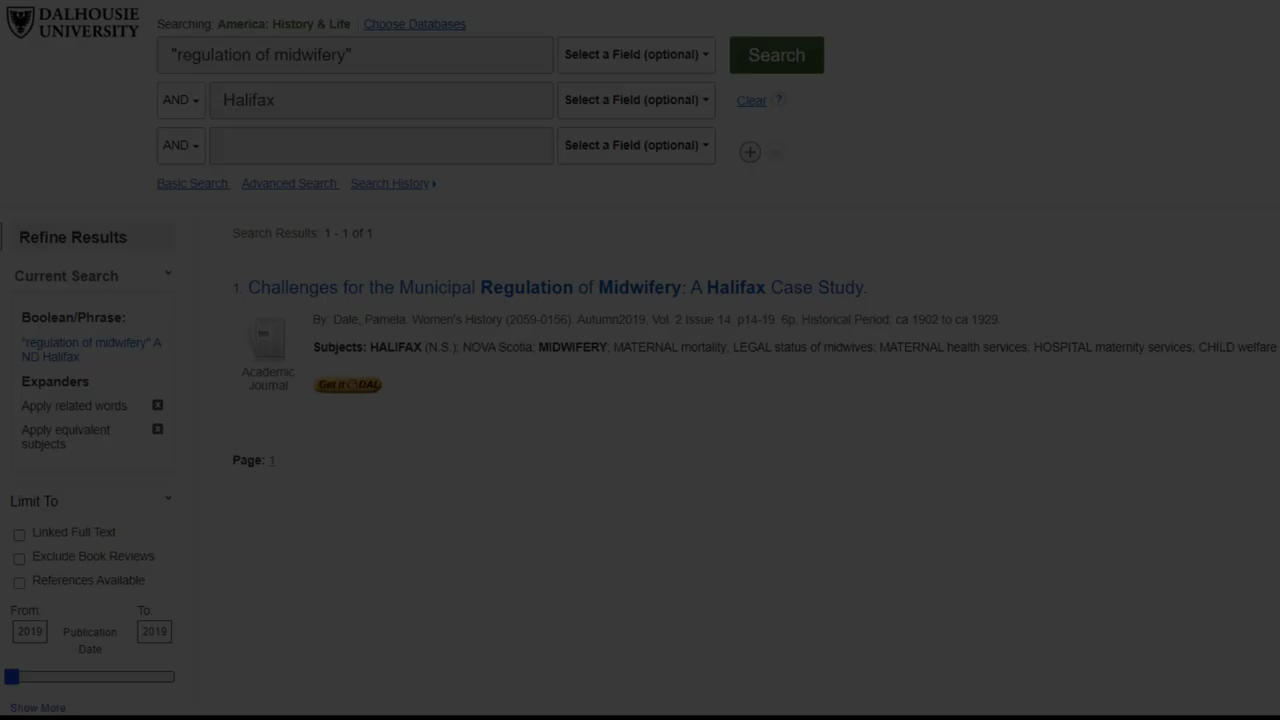 DALHOUSIE
UNIVERSITY
Searching: America: History & Life Choose Databases
"regulation of midwifery" Select a Field (optional) Search
AND Halifax Select a Field (optional) Clear ?
AND Select a Field (optional)
Basic Search Advanced Search Search History
Refine Results
Current Search
Boolean/Phrase:
"regulation of midwifery" A
ND Halifax
Expanders
Apply related words
Apply equivalent
subjects
Limit To
Linked Full Text
Exclude Book Reviews
References Available
From: To:
2019 Publication 2019
Date
Show More
Search Results: 1 - 1 of 1
1. Challenges for the Municipal Regulation of Midwifery: A Halifax Case Study.
By: Dale, Pamela. Women's History (2059-0156). Autumn2019, Vol. 2 Issue 14, p14-19. 6p. Historical Period: ca 1902 to ca 1929.
Subjects: HALIFAX (N.S.); NOVA Scotia; MIDWIFERY; MATERNAL mortality; LEGAL status of midwives; MATERNAL health services; HOSPITAL maternity services; CHILD welfare
Academic
Journal
Get it @DAL
Page: 1